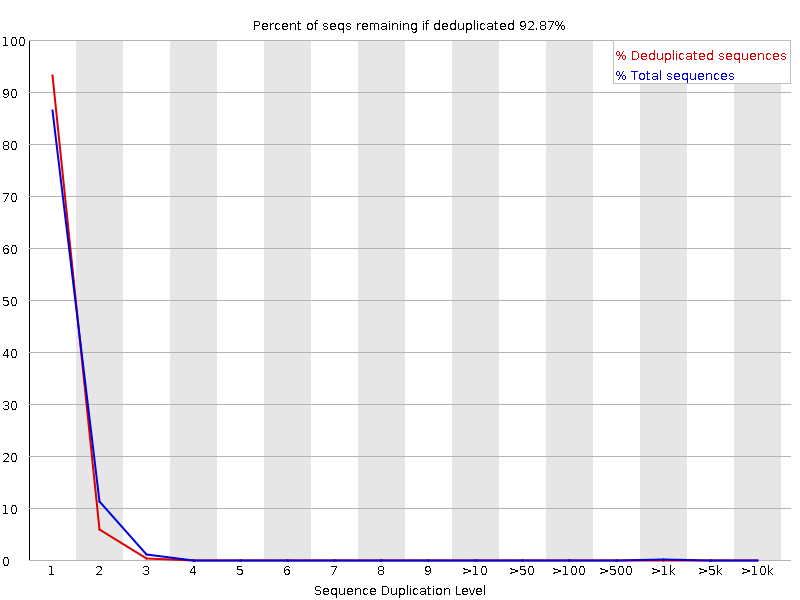 Percent of seqs remaining if deduplicated 92.87%
% Deduplicated sequences
% Total sequences
100
90
80
70
60
50
40
30
20
10
0
1 2 3 4 5 6 7 8 9 >10 >50 >100 >500 >1k >5k >10k
Sequence Duplication Level